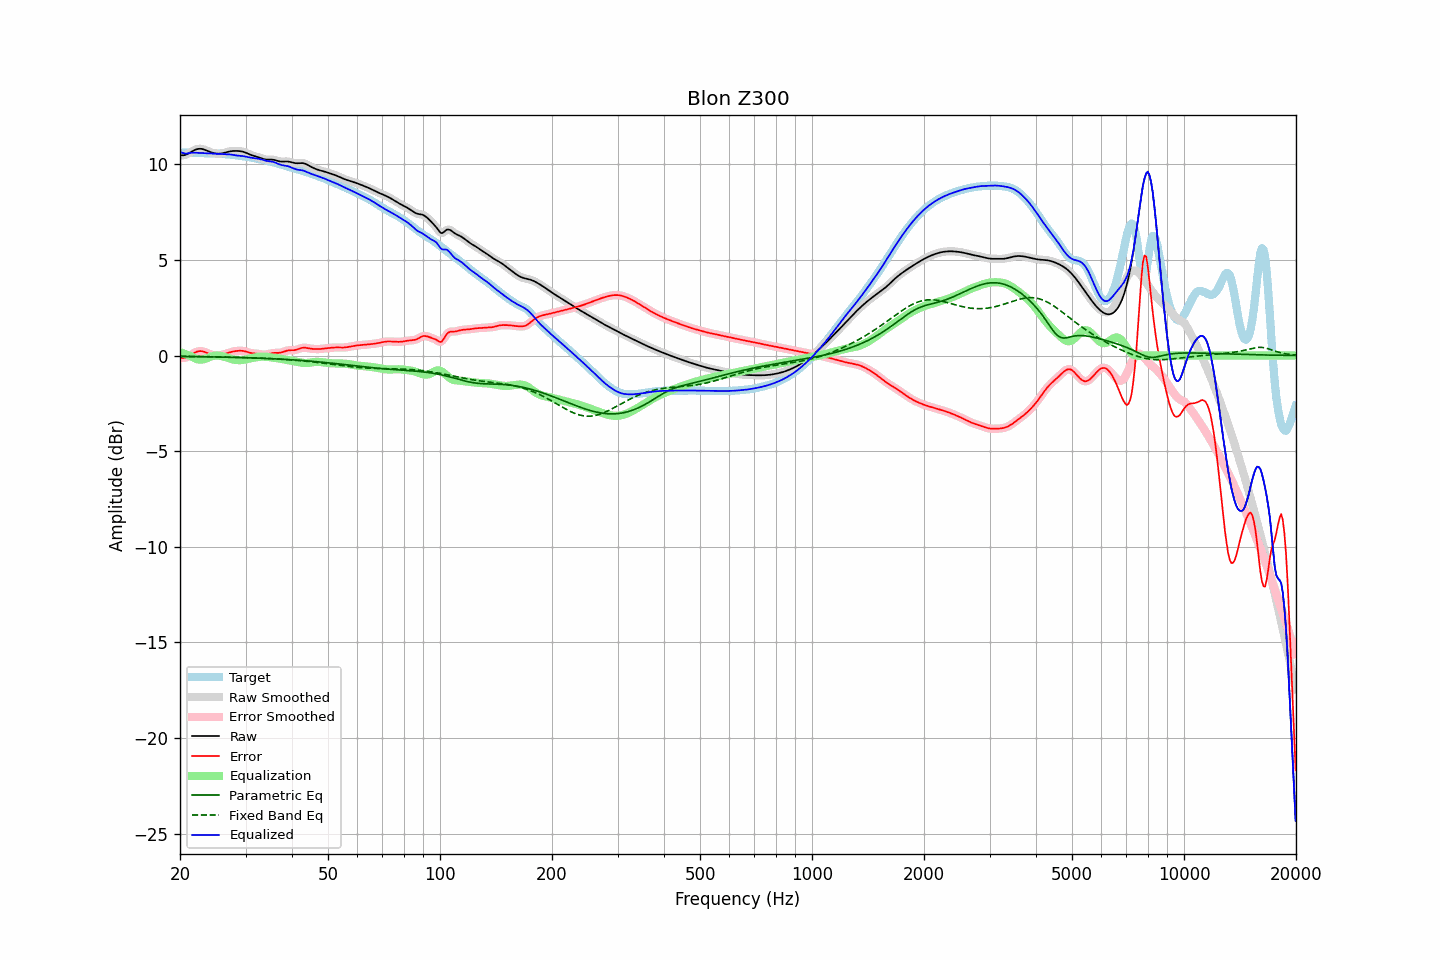 Blon Z300
Amplitude (dBr)
10
5
0
−5
−10
−15
−20
−25
Target
Raw Smoothed
Error Smoothed
Raw
Error
Equalization
Parametric Eq
Fixed Band Eq
Equalized
20 50 100 200 500 1000 2000 5000 10000 20000
Frequency (Hz)